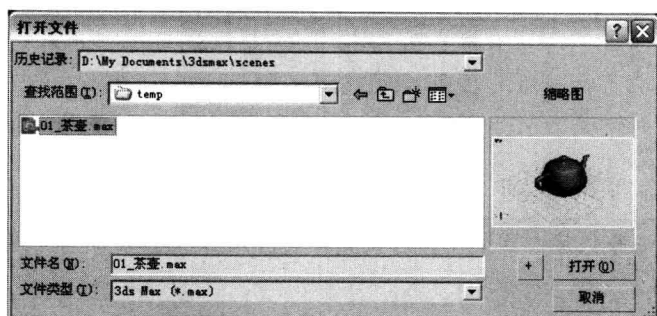 打开文件
历史记录: D:\My Documents\3dsmax\scenes
查找范围(I): temp
缩略图
01_茶壶.max
文件名(N): 01_茶壶.max
+ 打开(O)
文件类型(T): 3ds Max (*.max)
取消